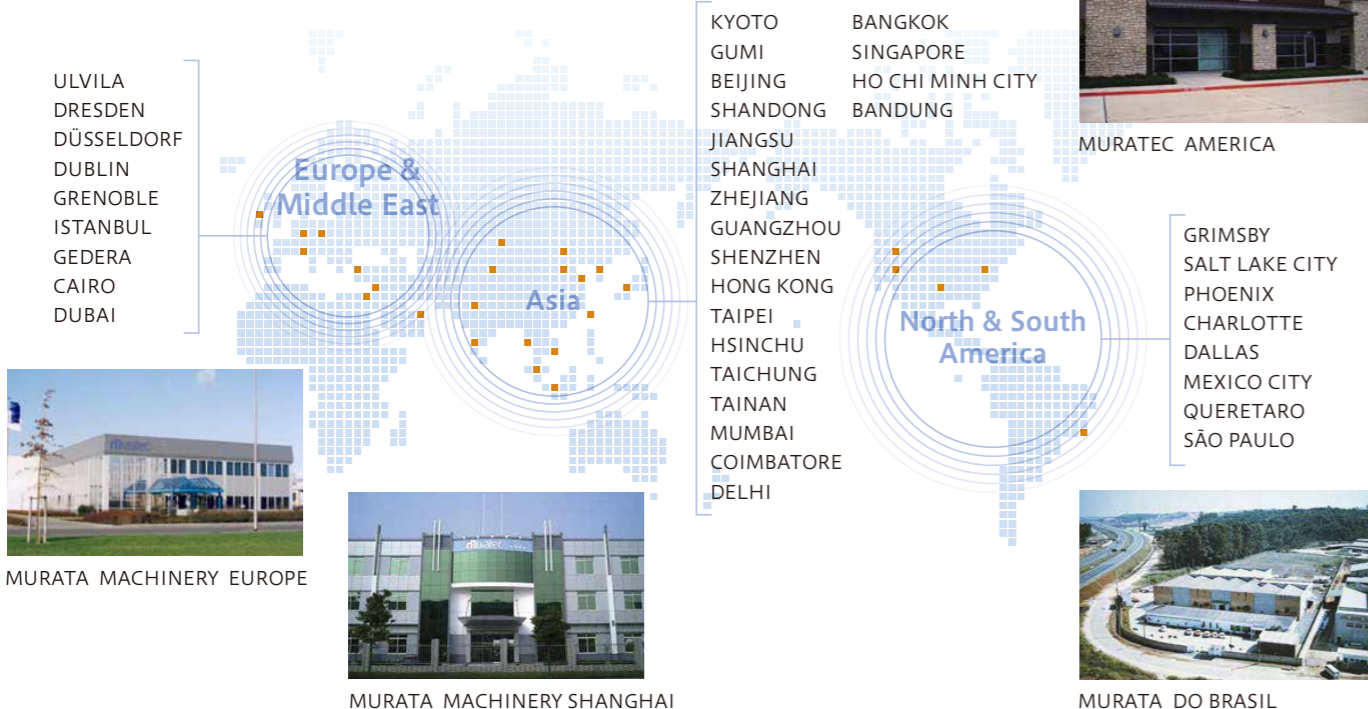 ULVILA
DRESDEN
DÜSSELDORF
DUBLIN
GRENOBLE
ISTANBUL
GEDERA
CAIRO
DUBAI
Europe &
Middle East
muratec
MURATA MACHINERY EUROPE
Asia
muratec
MURATA MACHINERY SHANGHAI
KYOTO
GUMI
BEIJING
SHANDONG
JIANGSU
SHANGHAI
ZHEJIANG
GUANGZHOU
SHENZHEN
HONG KONG
TAIPEI
HSINCHU
TAICHUNG
TAINAN
MUMBAI
COIMBATORE
DELHI
BANGKOK
SINGAPORE
HO CHI MINH CITY
BANDUNG
MURATEC AMERICA
North & South
America
GRIMSBY
SALT LAKE CITY
PHOENIX
CHARLOTTE
DALLAS
MEXICO CITY
QUERETARO
SÃO PAULO
MURATA DO BRASIL